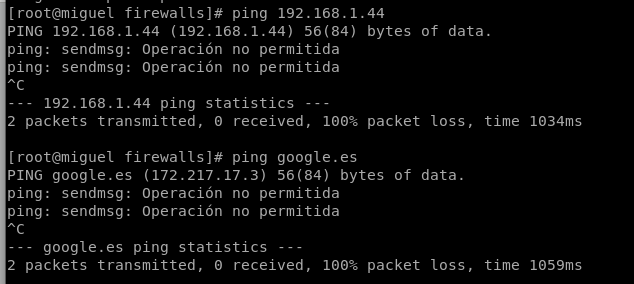 [root@miguel firewalls]# ping 192.168.1.44
PING 192.168.1.44 (192.168.1.44) 56(84) bytes of data.
ping: sendmsg: Operación no permitida
ping: sendmsg: Operación no permitida
^C
--- 192.168.1.44 ping statistics ---
2 packets transmitted, 0 received, 100% packet loss, time 1034ms
[root@miguel firewalls]# ping google.es
PING google.es (172.217.17.3) 56(84) bytes of data.
ping: sendmsg: Operación no permitida
ping: sendmsg: Operación no permitida
^C
--- google.es ping statistics ---
2 packets transmitted, 0 received, 100% packet loss, time 1059ms